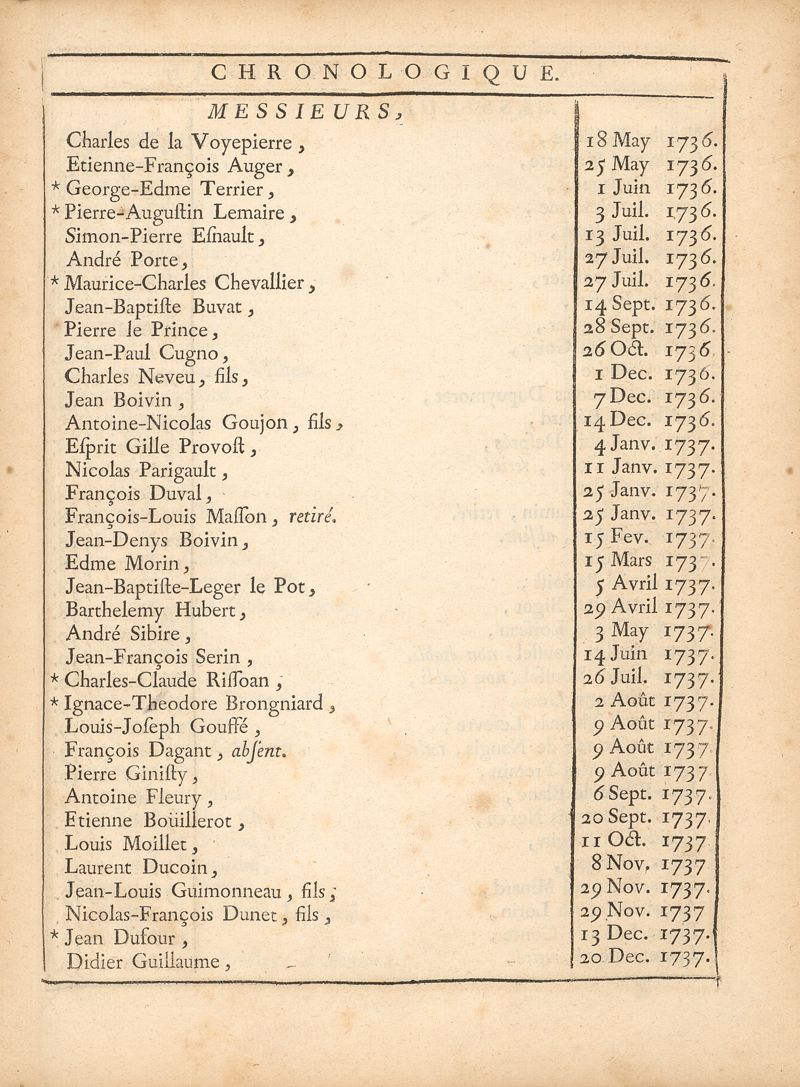 CHRONOLOGIQUE.
MESSIEURS,
Charles de la Voyepierre, 18 May 1736.
Etienne-François Auger, 25 May 1736.
* George-Edme Terrier, 1 Juin 1736.
* Pierre-Auguſtin Lemaire, 3 Juil. 1736.
Simon-Pierre Eſnault, 13 Juil. 1736.
André Porte, 27 Juil. 1736.
* Maurice-Charles Chevallier, 27 Juil. 1736.
Jean-Baptiſte Buvat, 14 Sept. 1736.
Pierre le Prince, 28 Sept. 1736.
Jean-Paul Cugno, 26 Oct. 1736
Charles Neveu, fils, 1 Dec. 1736.
Jean Boivin, 7 Dec. 1736.
Antoine-Nicolas Goujon, fils, 14 Dec. 1736.
Eſprit Gille Provoſt, 4 Janv. 1737.
Nicolas Parigault, 11 Janv. 1737.
François Duval, 25 Janv. 1737.
François-Louis Maſſon, retiré. 25 Janv. 1737.
Jean-Denys Boivin, 15 Fev. 1737.
Edme Morin, 15 Mars 1737.
Jean-Baptiſte-Leger le Pot, 5 Avril 1737.
Barthelemy Hubert, 29 Avril 1737.
André Sibire, 3 May 1737.
Jean-François Serin, 14 Juin 1737.
* Charles-Claude Riſſoan, 26 Juil. 1737.
* Ignace-Theodore Brongniard, 2 Août 1737.
Louis-Joſeph Gouffé, 9 Août 1737.
François Dagant, abſent. 9 Août 1737
Pierre Giniſty, 9 Août 1737
Antoine Fleury, 6 Sept. 1737.
Etienne Boüillerot, 20 Sept. 1737.
Louis Moillet, 11 Oct. 1737
Laurent Ducoin, 8 Nov. 1737
Jean-Louis Guimonneau, fils; 29 Nov. 1737.
Nicolas-François Dunet, fils, 29 Nov. 1737
* Jean Dufour, 13 Dec. 1737.
Didier Guillaume, 20 Dec. 1737.